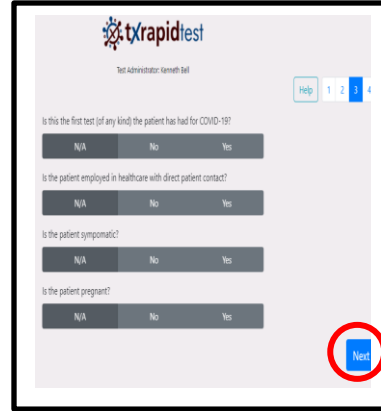 txrapidtest
Test Administrator: Kenneth Bell
Help 1 2 3 4
Is this the first test (of any kind) the patient has had for COVID-19?
N/A No Yes
Is the patient employed in healthcare with direct patient contact?
N/A No Yes
Is the patient sympomatic?
N/A No Yes
Is the patient pregnant?
N/A No Yes
Next